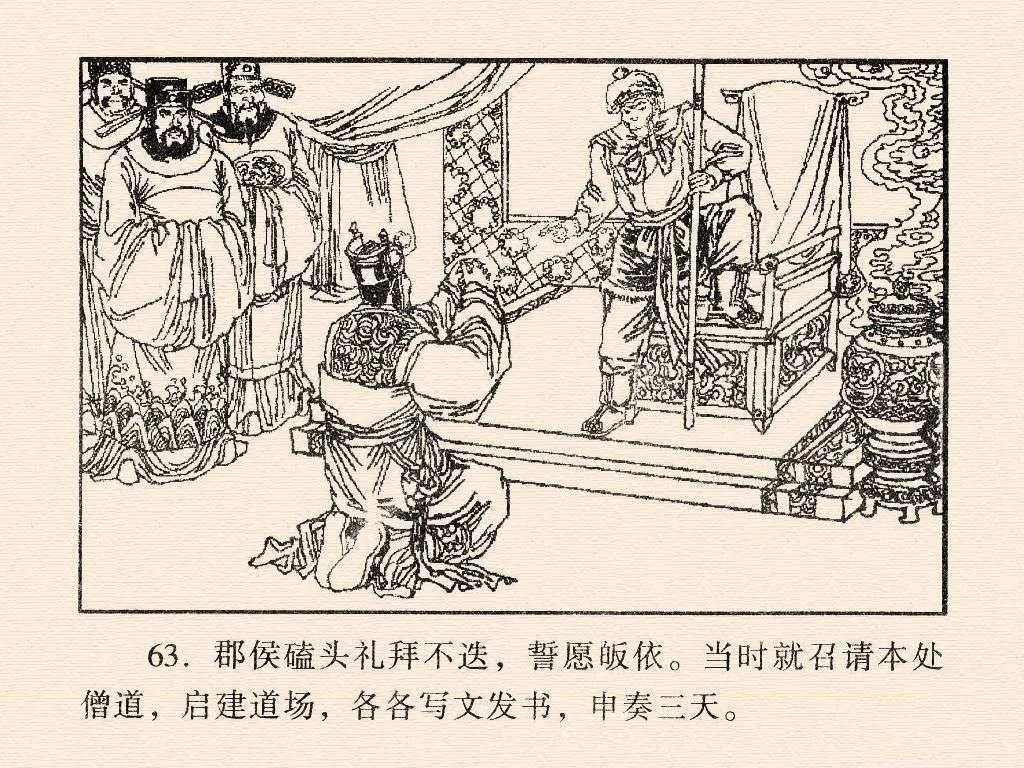 63. 郡侯磕头礼拜不迭，誓愿皈依。当时就召请本处
僧道，启建道场，各各写文发书，申奏三天。